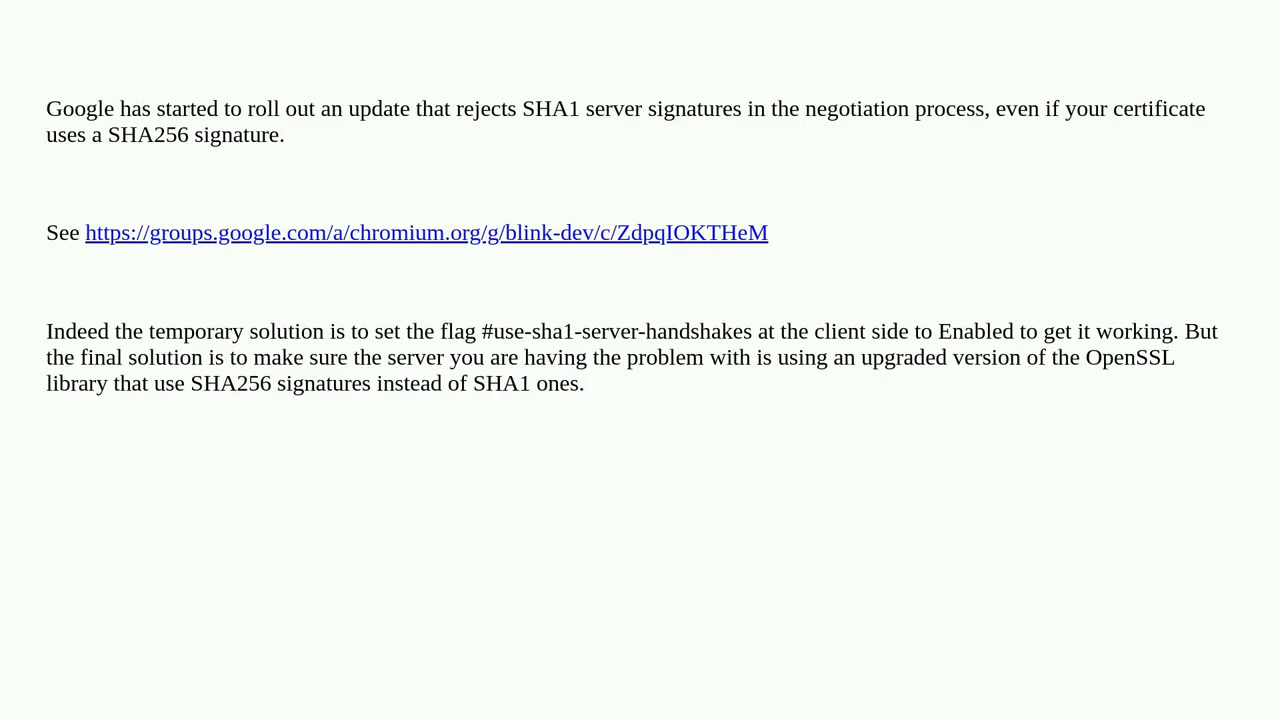 Google has started to roll out an update that rejects SHA1 server signatures in the negotiation process, even if your certificate
uses a SHA256 signature.
See https://groups.google.com/a/chromium.org/g/blink-dev/c/ZdpqIOKTHeM
Indeed the temporary solution is to set the flag #use-sha1-server-handshakes at the client side to Enabled to get it working. But
the final solution is to make sure the server you are having the problem with is using an upgraded version of the OpenSSL
library that use SHA256 signatures instead of SHA1 ones.